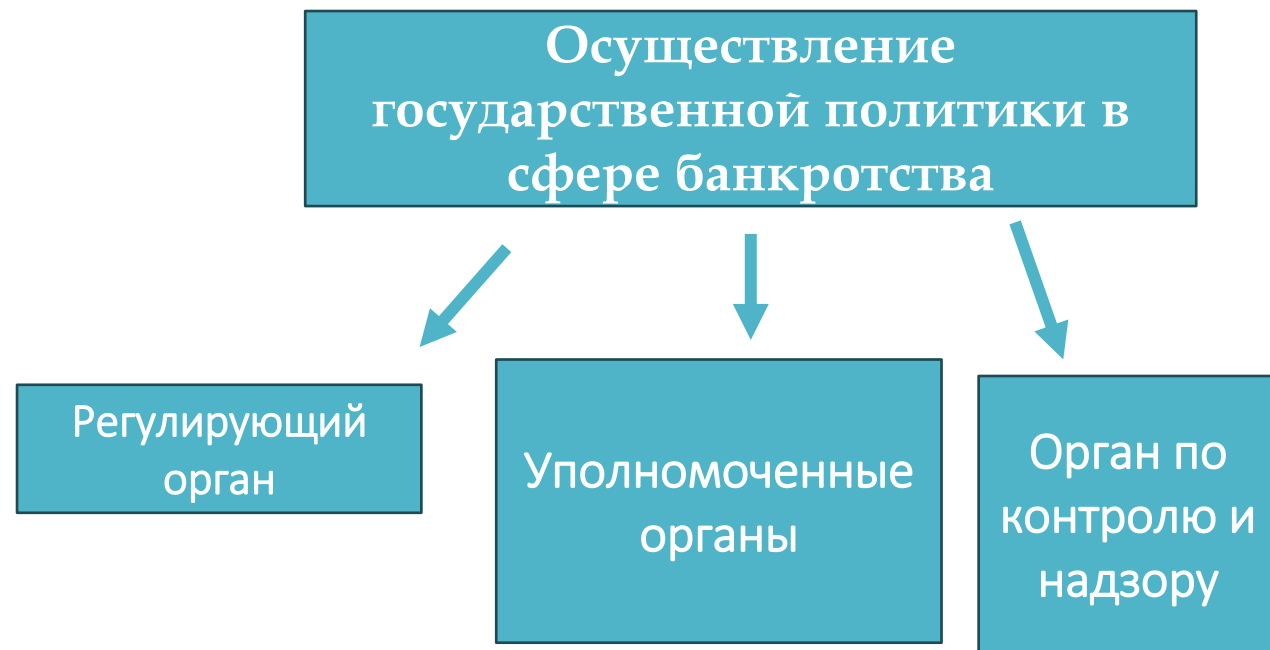 Осуществление
государственной политики в
сфере банкротства
Регулирующий
орган
Уполномоченные
органы
Орган по
контролю и
надзору